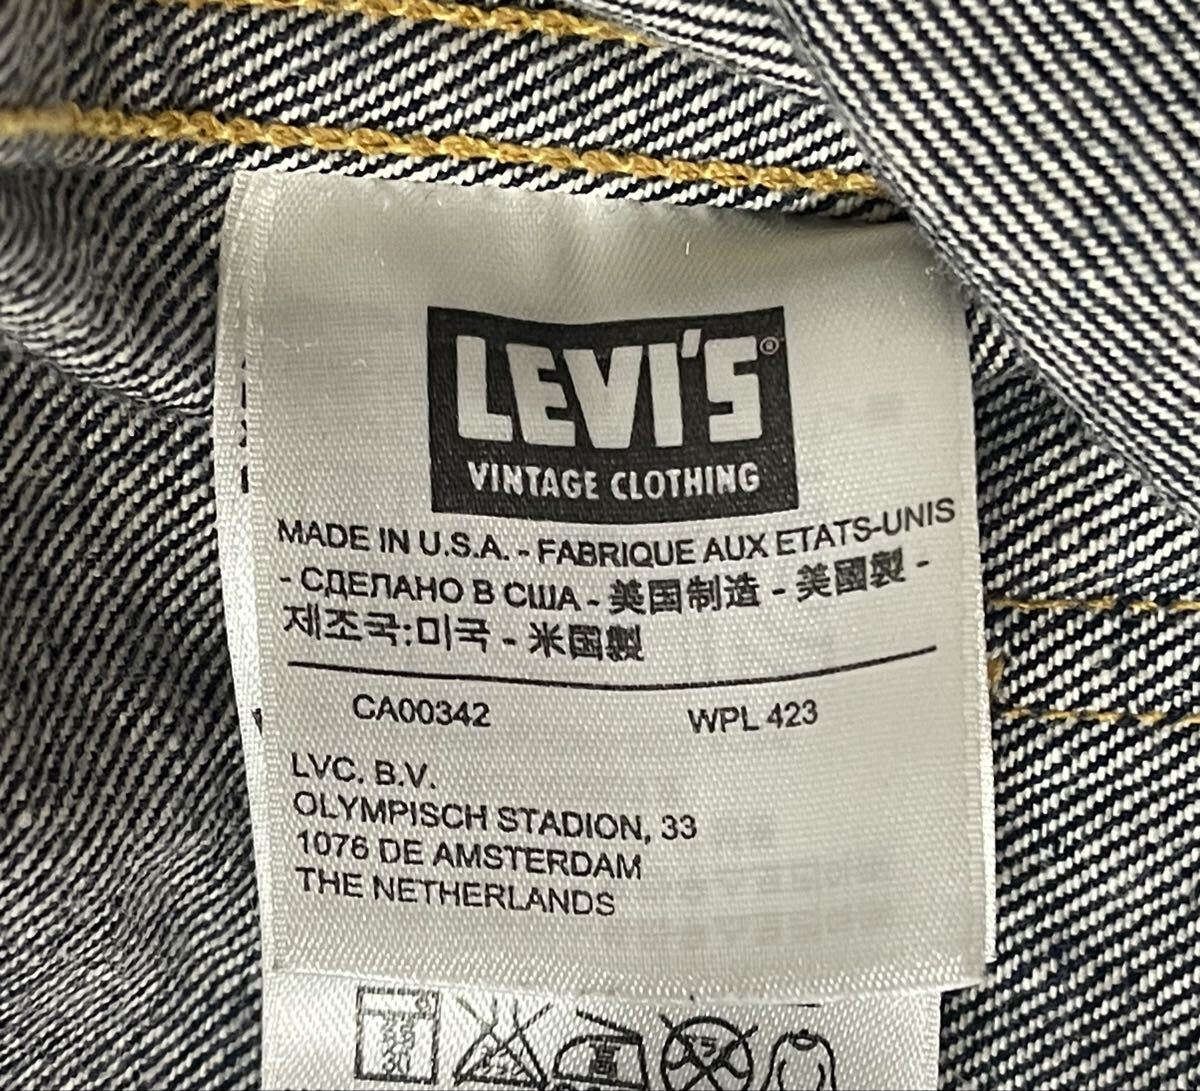 LEVI'S®
VINTAGE CLOTHING
MADE IN U.S.A. - FABRIQUE AUX ETATS-UNIS
- СДЕЛАНО В США - 美国制造 - 美國製 -
제조국:미국 - 米国製
CA00342 WPL 423
LVC. B.V.
OLYMPISCH STADION, 33
1076 DE AMSTERDAM
THE NETHERLANDS